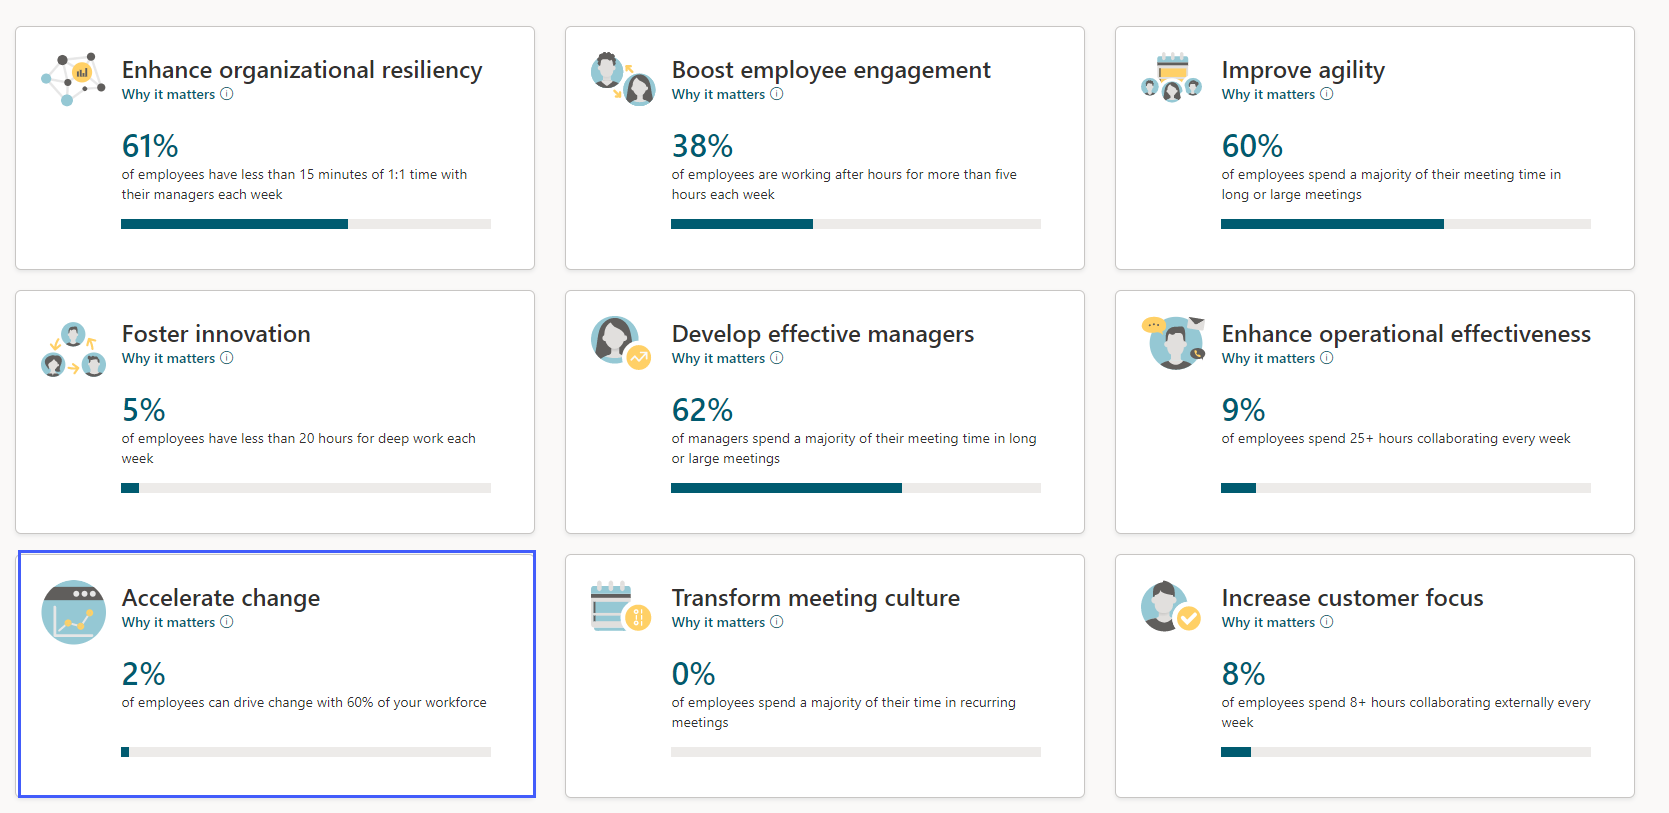 Enhance organizational resiliency
Why it matters
61%
of employees have less than 15 minutes of 1:1 time with
their managers each week
Boost employee engagement
Why it matters
38%
of employees are working after hours for more than five
hours each week
Improve agility
Why it matters
60%
of employees spend a majority of their meeting time in
long or large meetings
Foster innovation
Why it matters
5%
of employees have less than 20 hours for deep work each
week
Develop effective managers
Why it matters
62%
of managers spend a majority of their meeting time in long
or large meetings
Enhance operational effectiveness
Why it matters
9%
of employees spend 25+ hours collaborating every week
Accelerate change
Why it matters
2%
of employees can drive change with 60% of your workforce
Transform meeting culture
Why it matters
0%
of employees spend a majority of their time in recurring
meetings
Increase customer focus
Why it matters
8%
of employees spend 8+ hours collaborating externally every
week